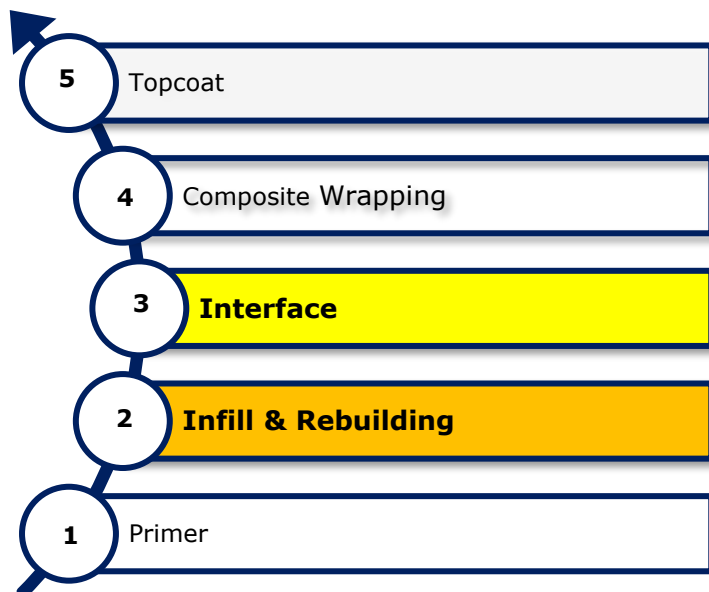 5 Topcoat
4 Composite Wrapping
3 Interface
2 Infill & Rebuilding
1 Primer